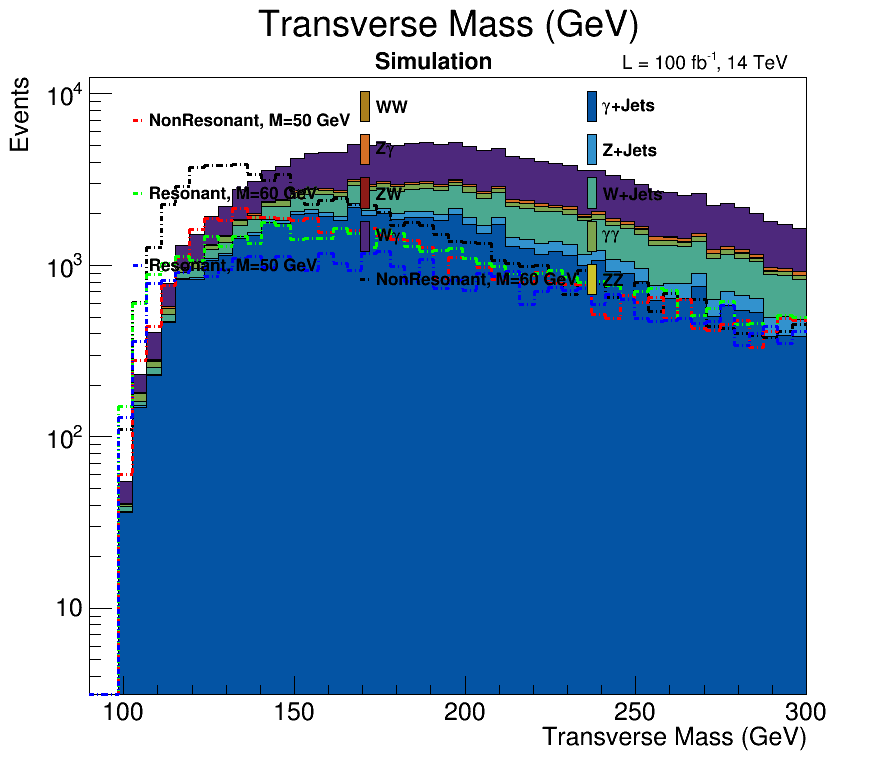 Transverse Mass (GeV)
Simulation
L = 100 fb⁻¹, 14 TeV
Events
10⁴
10³
10²
10
NonResonant, M=50 GeV
Resonant, M=60 GeV
Resonant, M=50 GeV
WW
Zγ
ZW
Wγ
NonResonant, M=60 GeV
γ+Jets
Z+Jets
W+Jets
γγ
ZZ
100 150 200 250 300
Transverse Mass (GeV)